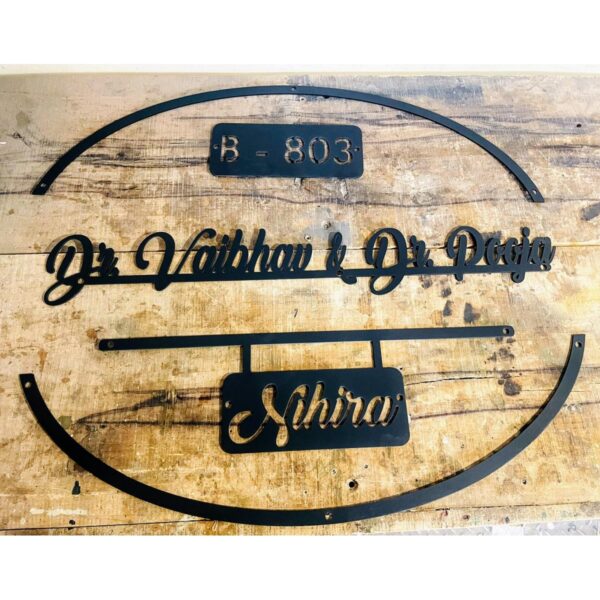 B - 803
Dr. Vaibhav & Dr. Pooja
Nihira